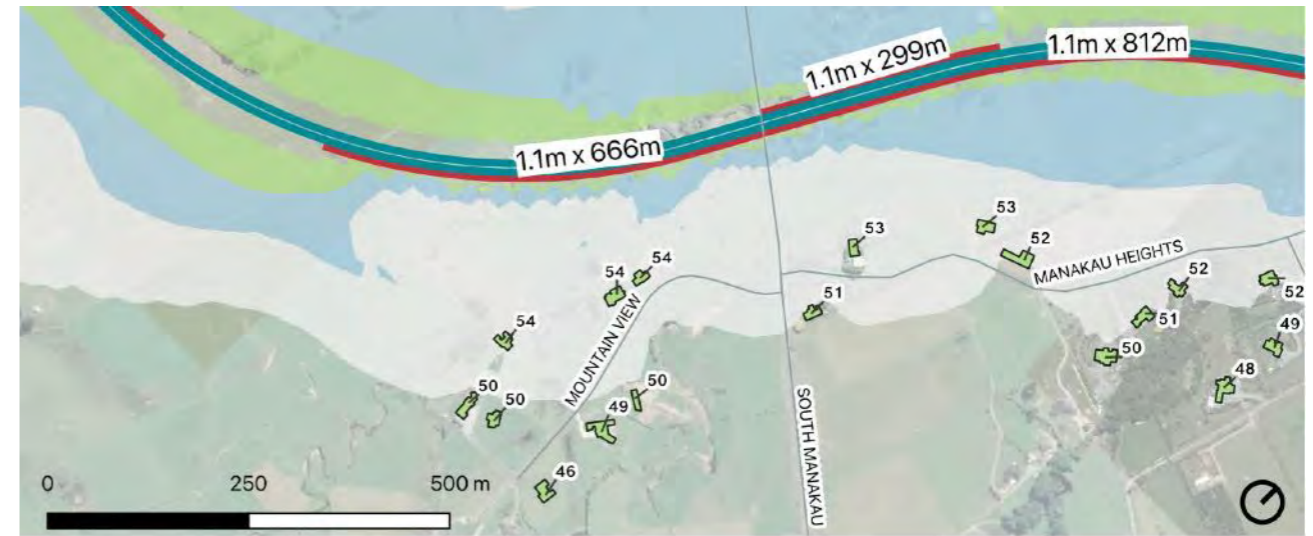 1.1m x 299m
1.1m x 812m
1.1m x 666m
53
53
52
MANAKAU HEIGHTS
54
54
52
52
51
51
54
MOUNTAIN VIEW
49
50
50
50
50
48
49
SOUTH MANAKAU
46
0
250
500 m